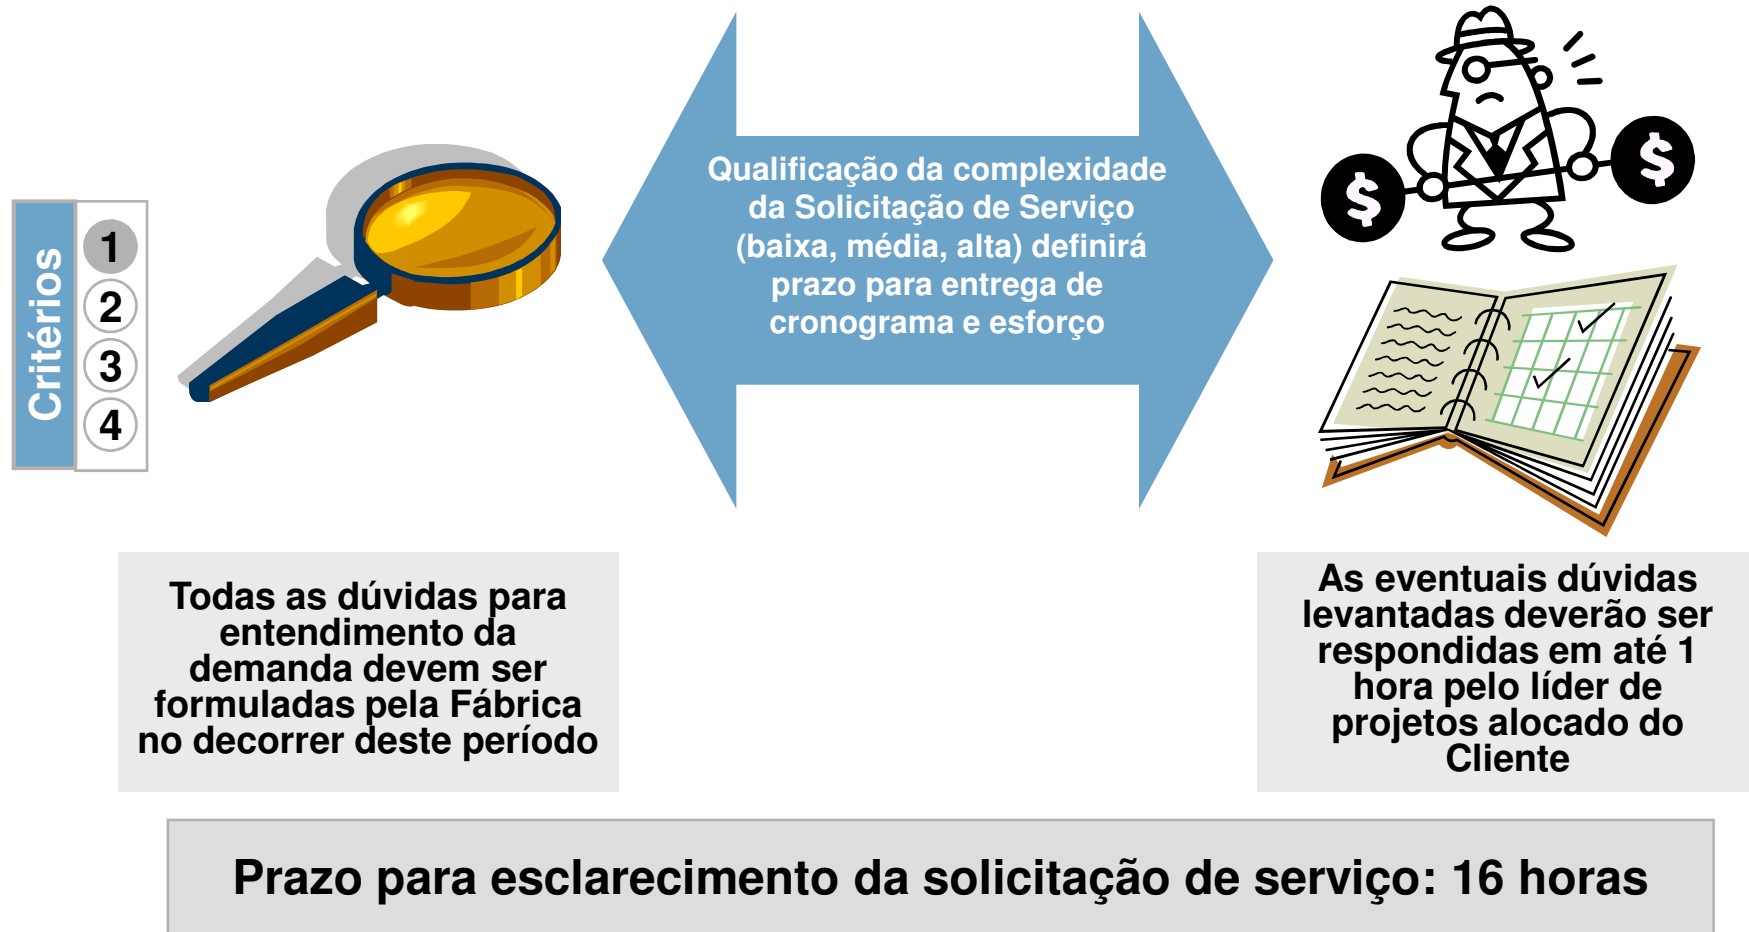 Critérios
1
2
3
4
Qualificação da complexidade
da Solicitação de Serviço
(baixa, média, alta) definirá
prazo para entrega de
cronograma e esforço
$
$
Todas as dúvidas para
entendimento da
demanda devem ser
formuladas pela Fábrica
no decorrer deste período
As eventuais dúvidas
levantadas deverão ser
respondidas em até 1
hora pelo líder de
projetos alocado do
Cliente
Prazo para esclarecimento da solicitação de serviço: 16 horas